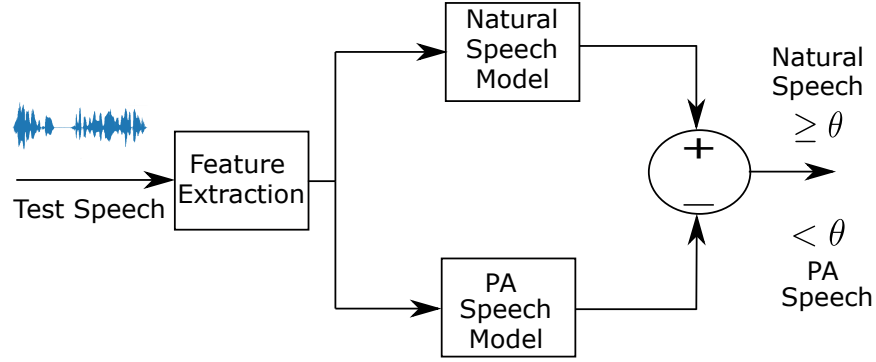 Test Speech
Feature
Extraction
Natural
Speech
Model
PA
Speech
Model
+
−
Natural
Speech
≥ θ
< θ
PA
Speech